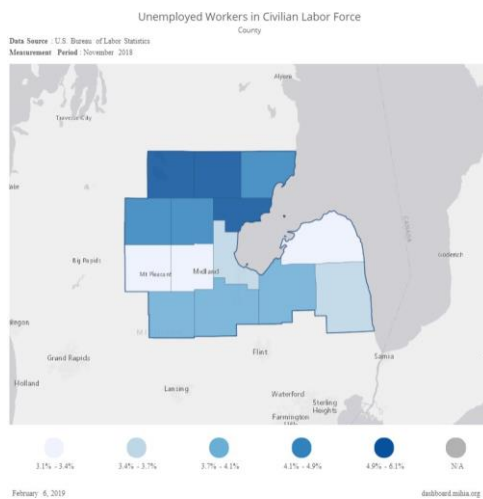 Unemployed Workers in Civilian Labor Force
County
Data Source : U.S. Bureau of Labor Statistics
Measurement Period : November 2018
Alpena
Traverse City
CANADA
Big Rapids
Mt Pleasant
Midland
Goderich
Grand Rapids
Flint
Sarnia
Holland
Lansing
Waterford
Sterling
Heights
Farmington
Hills
3.1% - 3.4%
3.4% - 3.7%
3.7% - 4.1%
4.1% - 4.9%
4.9% - 6.1%
N/A
February 6, 2019
dashboard.mihia.org